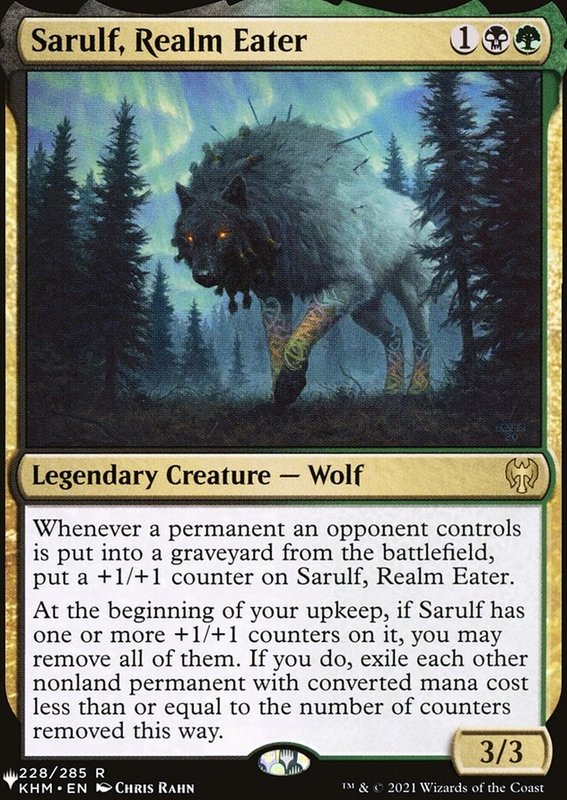 Sarulf, Realm Eater
1
Legendary Creature — Wolf
Whenever a permanent an opponent controls
is put into a graveyard from the battlefield,
put a +1/+1 counter on Sarulf, Realm Eater.
At the beginning of your upkeep, if Sarulf has
one or more +1/+1 counters on it, you may
remove all of them. If you do, exile each other
nonland permanent with converted mana cost
less than or equal to the number of counters
removed this way.
3/3
228/285 R
KHM • EN Chris Rahn
™ & © 2021 Wizards of the Coast